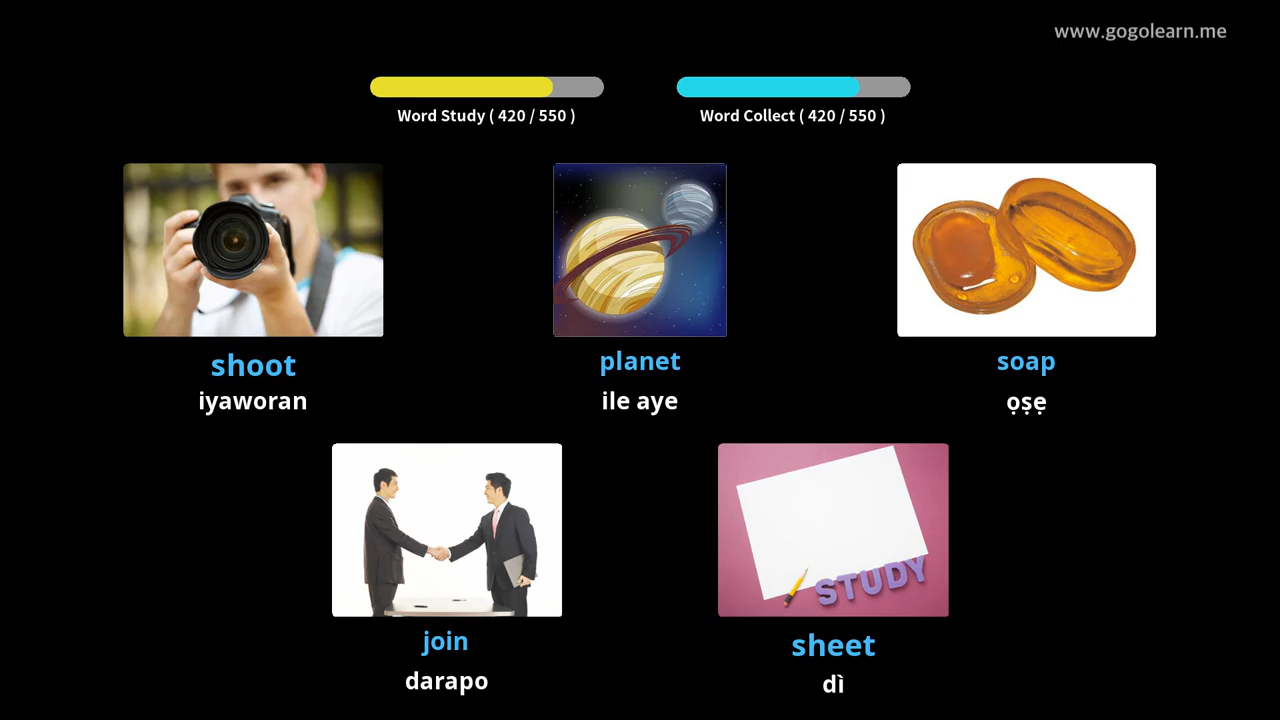 www.gogolearn.me
Word Study ( 420 / 550 )
Word Collect ( 420 / 550 )
shoot
iyaworan
planet
ile aye
soap
ọṣẹ
STUDY
join
darapo
sheet
dì